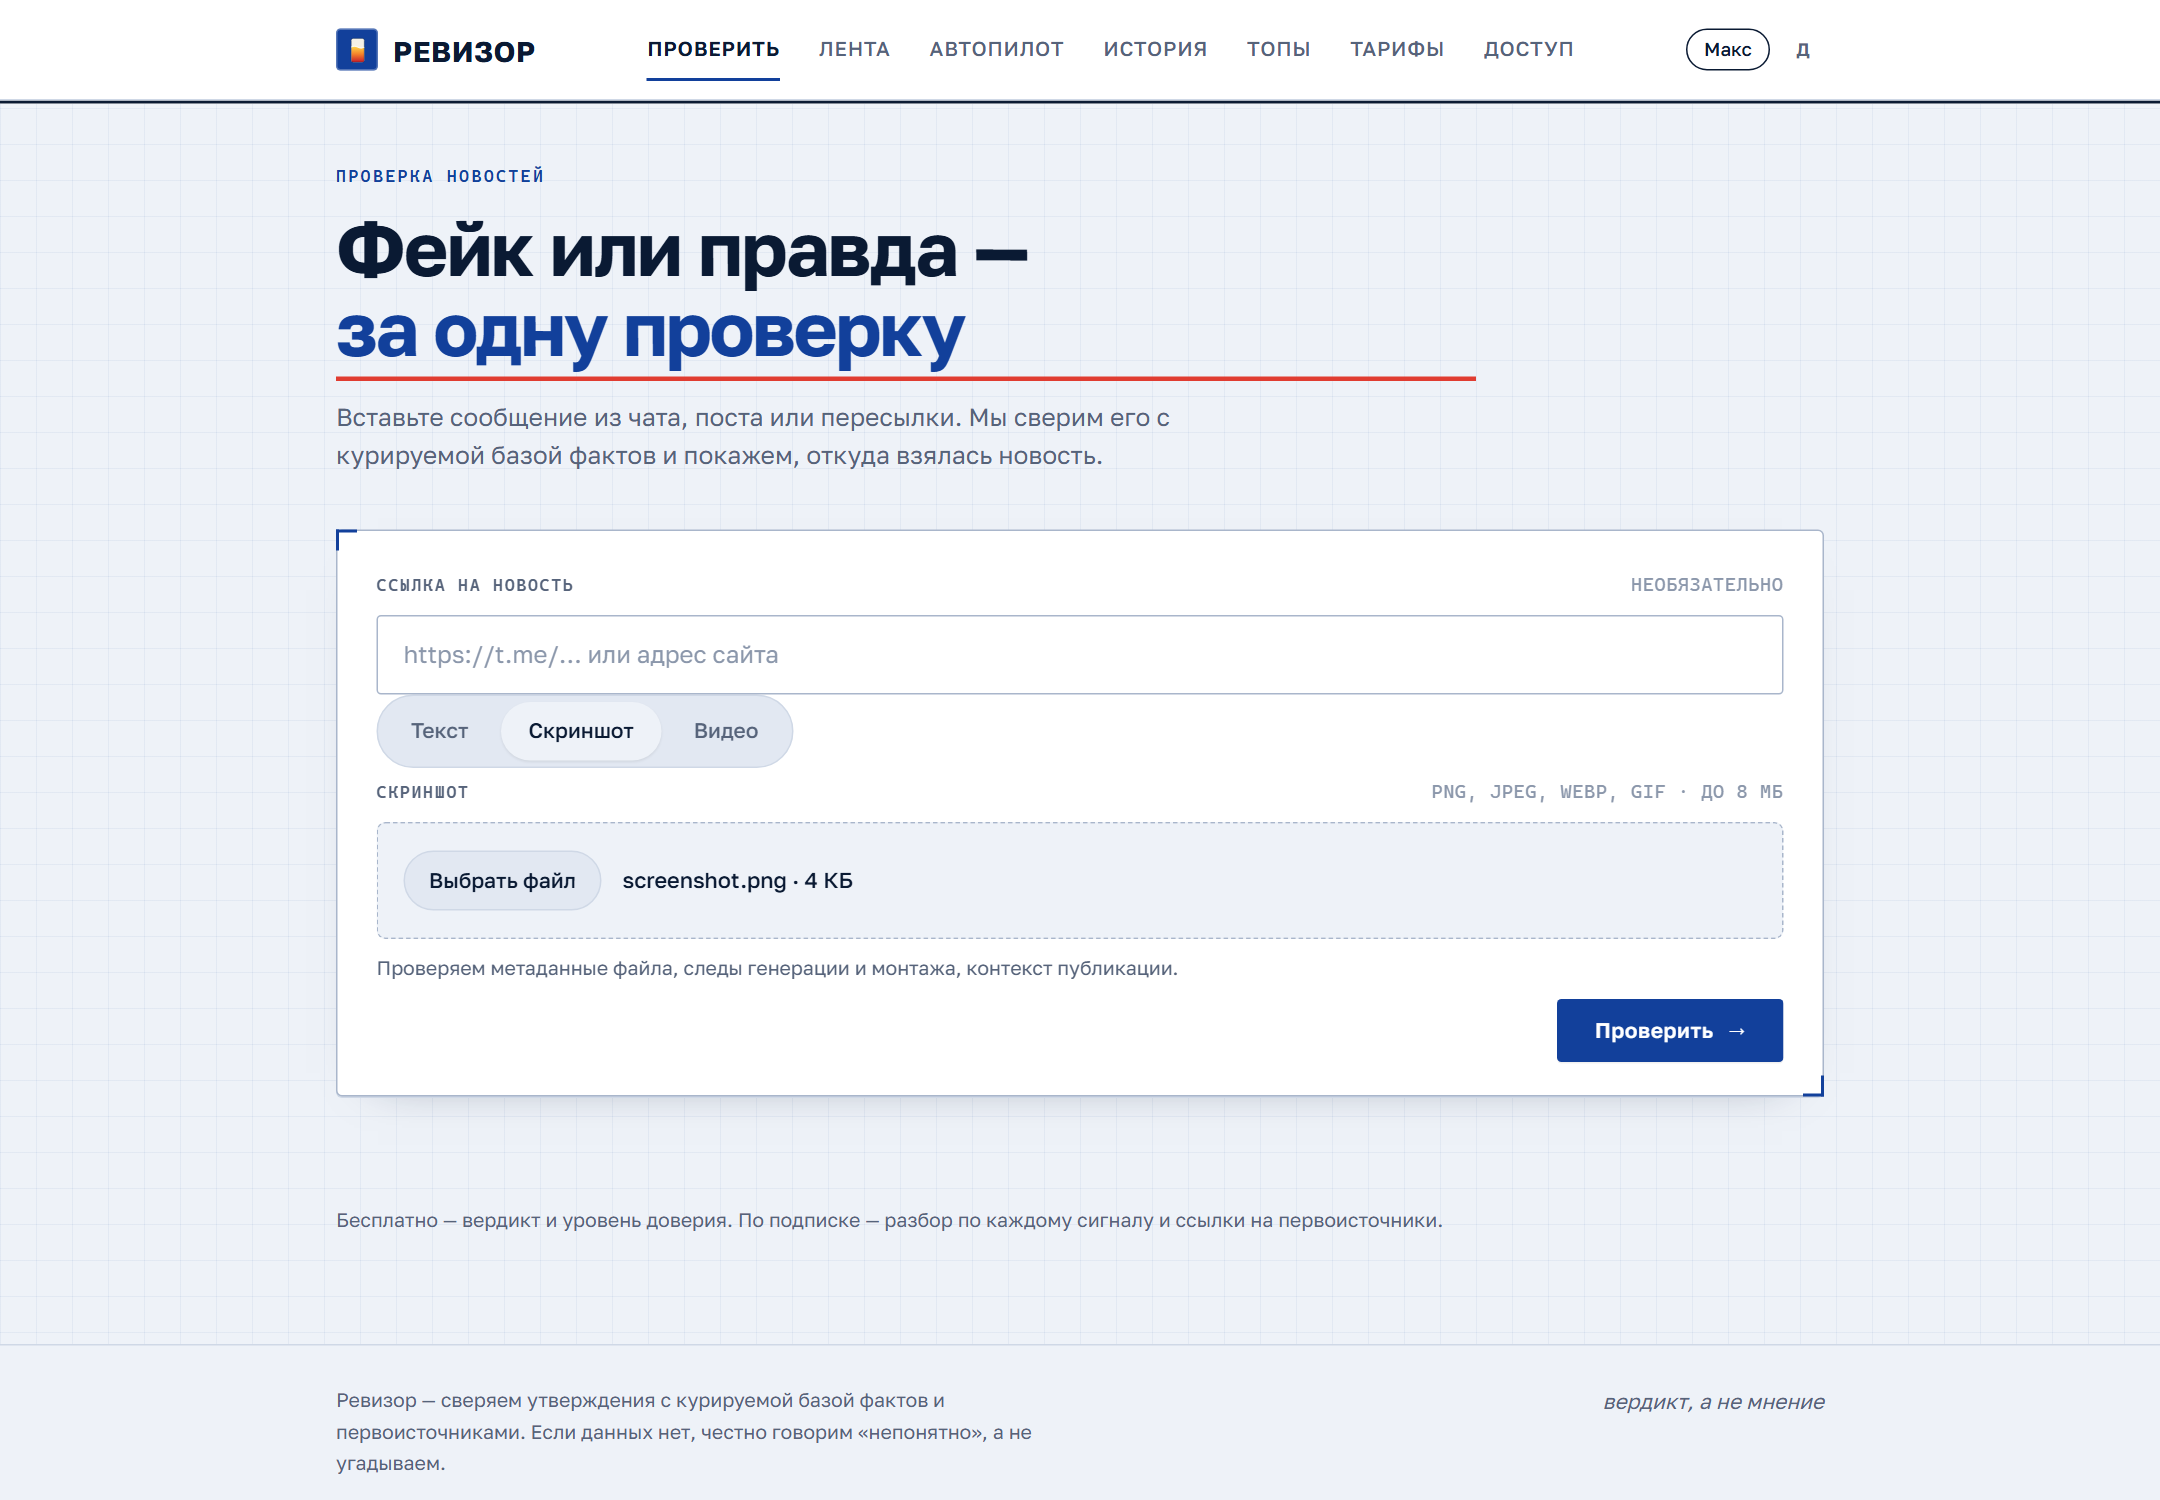 РЕВИЗОР
ПРОВЕРИТЬ ЛЕНТА АВТОПИЛОТ ИСТОРИЯ ТОПЫ ТАРИФЫ ДОСТУП
Макс Д
ПРОВЕРКА НОВОСТЕЙ
Фейк или правда —
за одну проверку
Вставьте сообщение из чата, поста или пересылки. Мы сверим его с
курируемой базой фактов и покажем, откуда взялась новость.
ССЫЛКА НА НОВОСТЬ НЕОБЯЗАТЕЛЬНО
https://t.me/... или адрес сайта
Текст Скриншот Видео
СКРИНШОТ PNG, JPEG, WEBP, GIF · ДО 8 МБ
Выбрать файл screenshot.png · 4 КБ
Проверяем метаданные файла, следы генерации и монтажа, контекст публикации.
Проверить →
Бесплатно — вердикт и уровень доверия. По подписке — разбор по каждому сигналу и ссылки на первоисточники.
Ревизор — сверяем утверждения с курируемой базой фактов и
первоисточниками. Если данных нет, честно говорим «непонятно», а не
угадываем.
вердикт, а не мнение